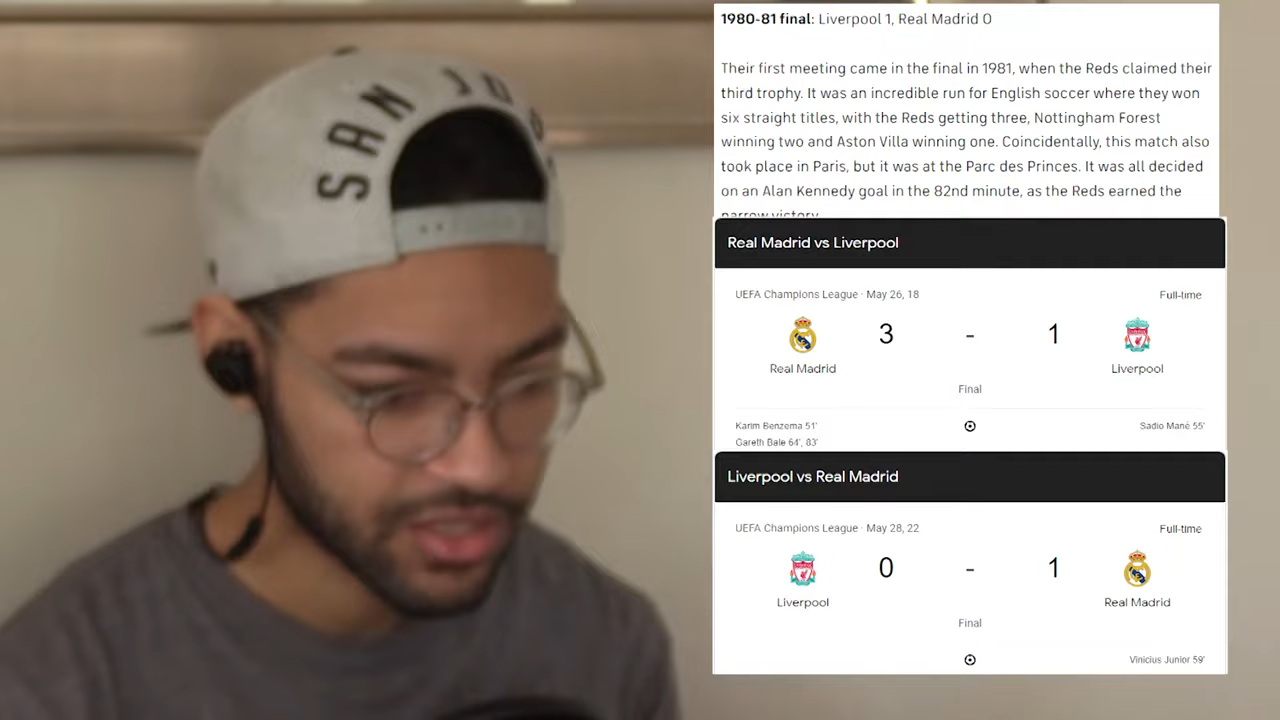 SAN JO
1980-81 final: Liverpool 1, Real Madrid 0
Their first meeting came in the final in 1981, when the Reds claimed their
third trophy. It was an incredible run for English soccer where they won
six straight titles, with the Reds getting three, Nottingham Forest
winning two and Aston Villa winning one. Coincidentally, this match also
took place in Paris, but it was at the Parc des Princes. It was all decided
on an Alan Kennedy goal in the 82nd minute, as the Reds earned the
narrow victory.
Real Madrid vs Liverpool
UEFA Champions League · May 26, 18 Full-time
3 - 1
Real Madrid Liverpool
Final
Karim Benzema 51' Sadio Mané 55'
Gareth Bale 64', 83'
Liverpool vs Real Madrid
UEFA Champions League · May 28, 22 Full-time
0 - 1
Liverpool Real Madrid
Final
Vinicius Junior 59'